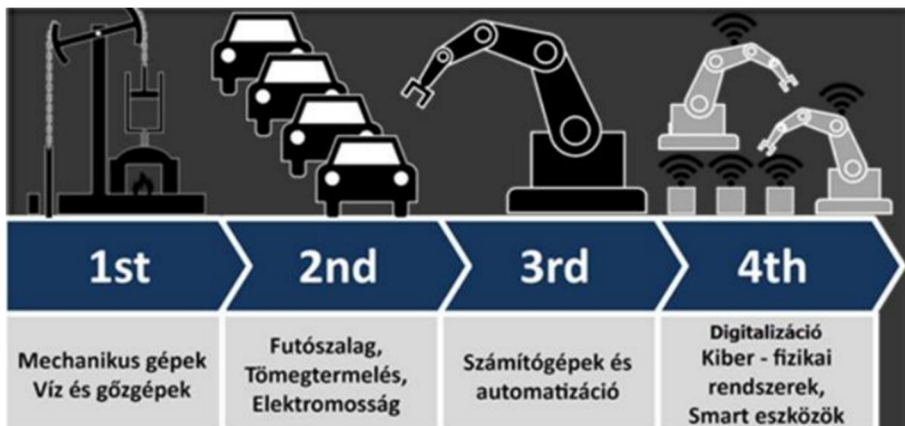 1st
2nd
3rd
4th
Mechanikus gépek
Víz és gőzgépek
Futószalag,
Tömegtermelés,
Elektromosság
Számítógépek és
automatizáció
Digitalizáció
Kiber - fizikai
rendszerek,
Smart eszközök